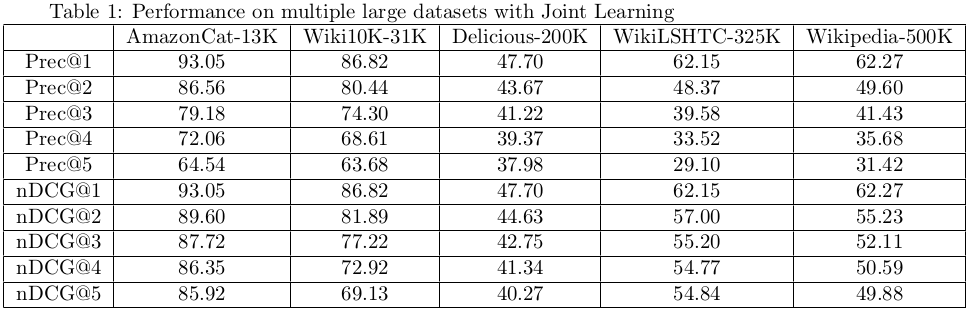 Table 1: Performance on multiple large datasets with Joint Learning
AmazonCat-13K Wiki10K-31K Delicious-200K WikiLSHTC-325K Wikipedia-500K
Prec@1 93.05 86.82 47.70 62.15 62.27
Prec@2 86.56 80.44 43.67 48.37 49.60
Prec@3 79.18 74.30 41.22 39.58 41.43
Prec@4 72.06 68.61 39.37 33.52 35.68
Prec@5 64.54 63.68 37.98 29.10 31.42
nDCG@1 93.05 86.82 47.70 62.15 62.27
nDCG@2 89.60 81.89 44.63 57.00 55.23
nDCG@3 87.72 77.22 42.75 55.20 52.11
nDCG@4 86.35 72.92 41.34 54.77 50.59
nDCG@5 85.92 69.13 40.27 54.84 49.88